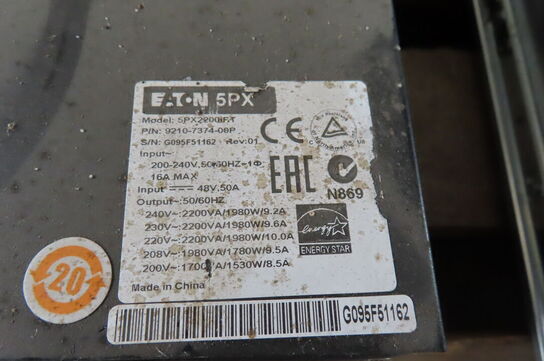 EATON 5PX
Model: 5PX2200iRT
P/N: 9210-7374-00P
S/N: G095F51162 Rev:01
Input~
200-240V,50/60HZ~1Φ
16A MAX
Input ⎓ 48V,50A
Output~50/60HZ
240V~:2200VA/1980W/9.2A
230V~:2200VA/1980W/9.6A
220V~:2200VA/1980W/10.0A
208V~:1980VA/1780W/9.5A
200V~:1700VA/1530W/8.5A
Made in China
CE
EAC
N869
energy
ENERGY STAR
20
G095F51162